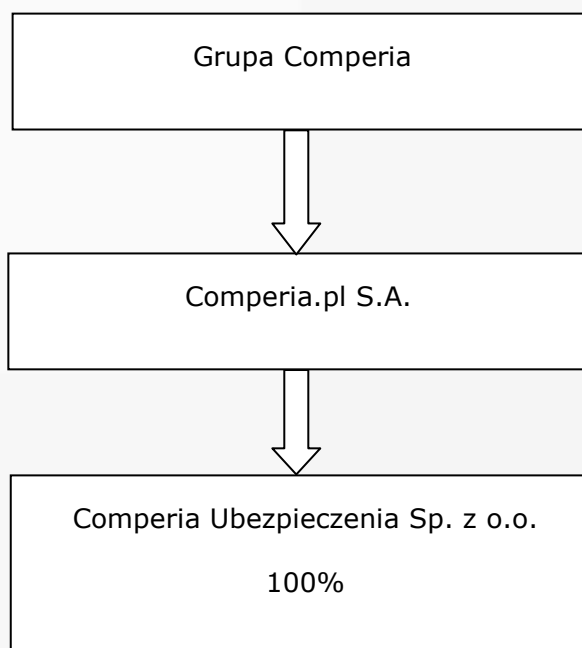 Grupa Comperia
Comperia.pl S.A.
Comperia Ubezpieczenia Sp. z o.o.
100%